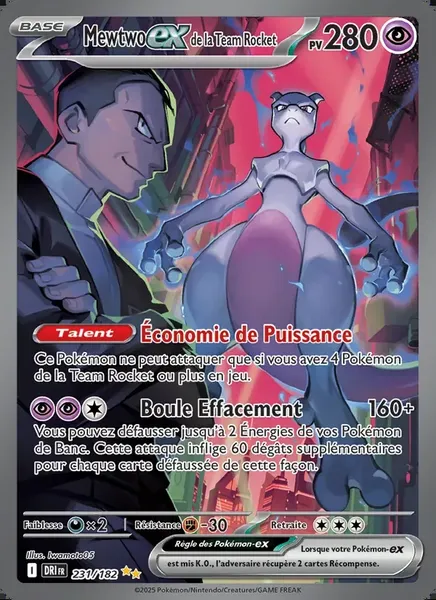 BASE
Mewtwo ex de la Team Rocket PV 280
Talent Économie de Puissance
Ce Pokémon ne peut attaquer que si vous avez 4 Pokémon
de la Team Rocket ou plus en jeu.
Boule Effacement 160+
Vous pouvez défausser jusqu'à 2 Énergies de vos Pokémon
de Banc. Cette attaque inflige 60 dégâts supplémentaires
pour chaque carte défaussée de cette façon.
Faiblesse ×2 Résistance -30 Retraite
Illus. Iwamoto05
Règle des Pokémon-ex
Lorsque votre Pokémon-ex
est mis K.O., l'adversaire récupère 2 cartes Récompense.
I DRI FR 231/182
©2025 Pokémon/Nintendo/Creatures/GAME FREAK